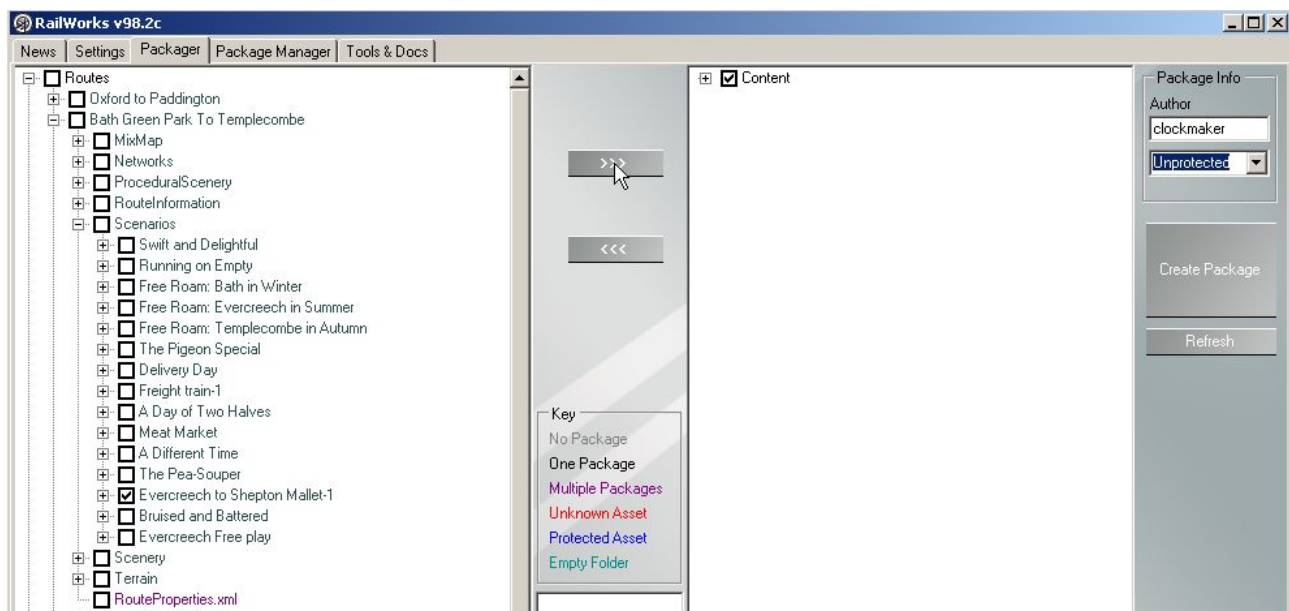 RailWorks v98.2c
News Settings Packager Package Manager Tools & Docs
Routes
Oxford to Paddington
Bath Green Park To Templecombe
MixMap
Networks
ProceduralScenery
RouteInformation
Scenarios
Swift and Delightful
Running on Empty
Free Roam: Bath in Winter
Free Roam: Evercreech in Summer
Free Roam: Templecombe in Autumn
The Pigeon Special
Delivery Day
Freight train-1
A Day of Two Halves
Meat Market
A Different Time
The Pea-Souper
Evercreech to Shepton Mallet-1
Bruised and Battered
Evercreech Free play
Scenery
Terrain
RouteProperties.xml
>>>
<<<
Key
No Package
One Package
Multiple Packages
Unknown Asset
Protected Asset
Empty Folder
Content
Package Info
Author
clockmaker
Unprotected
Create Package
Refresh